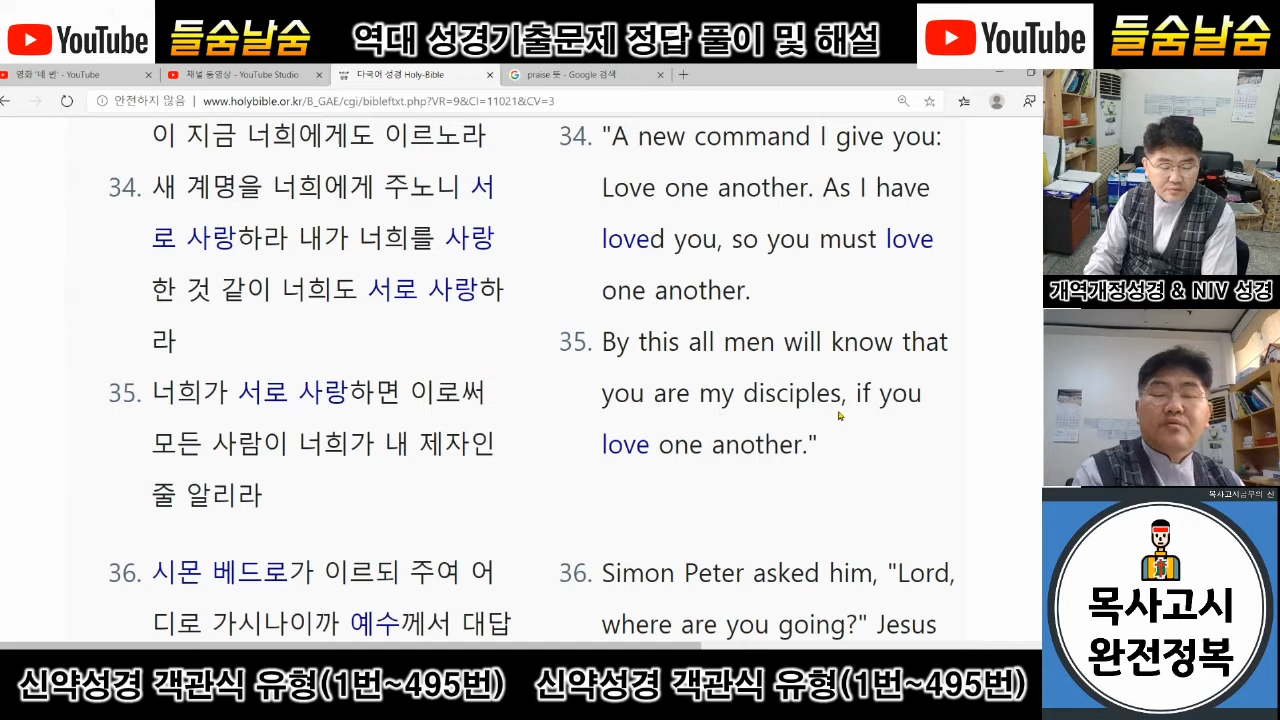 YouTube 들숨날숨 역대 성경기출문제 정답 풀이 및 해설 YouTube 들숨날숨
영화 '네 번' - YouTube
채널 동영상 - YouTube Studio
다국어 성경 Holy-Bible
praise 뜻 - Google 검색
안전하지 않음 | www.holybible.or.kr/B_GAE/cgi/bibleftxt.php?VR=9&CI=11021&CV=3
이 지금 너희에게도 이르노라
34. 새 계명을 너희에게 주노니 서
로 사랑하라 내가 너희를 사랑
한 것 같이 너희도 서로 사랑하
라
35. 너희가 서로 사랑하면 이로써
모든 사람이 너희가 내 제자인
줄 알리라
36. 시몬 베드로가 이르되 주여 어
디로 가시나이까 예수께서 대답
34. "A new command I give you:
Love one another. As I have
loved you, so you must love
one another.
35. By this all men will know that
you are my disciples, if you
love one another."
36. Simon Peter asked him, "Lord,
where are you going?" Jesus
개역개정성경 & NIV 성경
목사고시공부의 신
목사고시
완전정복
신약성경 객관식 유형(1번~495번) 신약성경 객관식 유형(1번~495번)